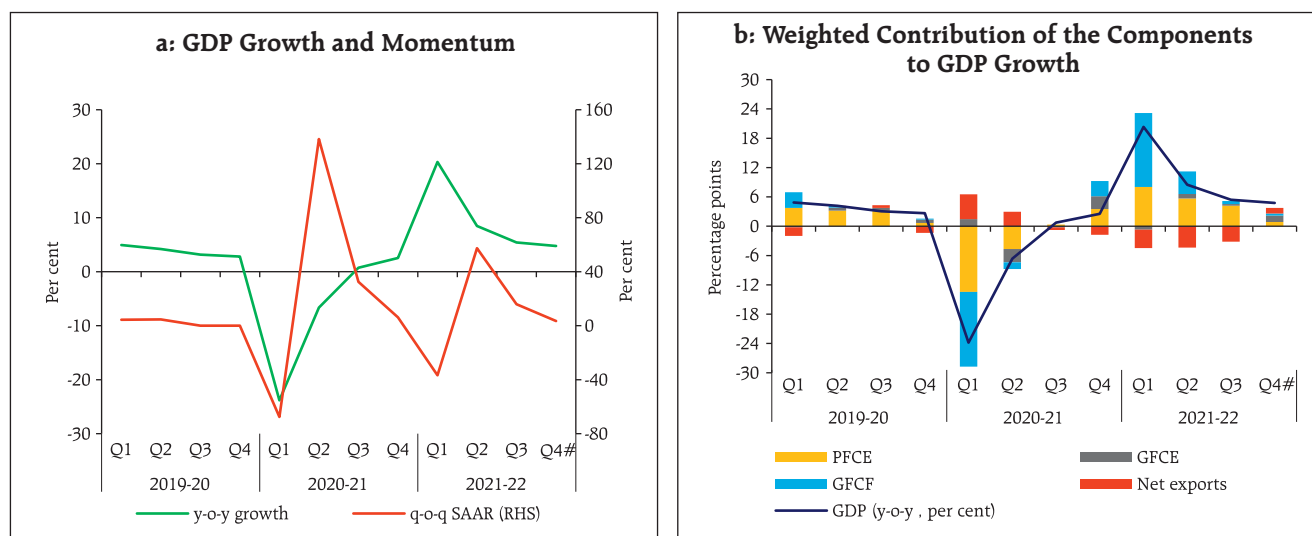 a: GDP Growth and Momentum
30
20
10
0
-10
-20
-30
Per cent
160
120
80
40
0
-40
-80
Per cent
Q1 Q2 Q3 Q4 Q1 Q2 Q3 Q4 Q1 Q2 Q3 Q4#
2019-20 2020-21 2021-22
y-o-y growth q-o-q SAAR (RHS)
b: Weighted Contribution of the Components
to GDP Growth
30
24
18
12
6
0
-6
-12
-18
-24
-30
Percentage points
Q1 Q2 Q3 Q4 Q1 Q2 Q3 Q4 Q1 Q2 Q3 Q4#
2019-20 2020-21 2021-22
PFCE GFCE
GFCF Net exports
GDP (y-o-y , per cent)